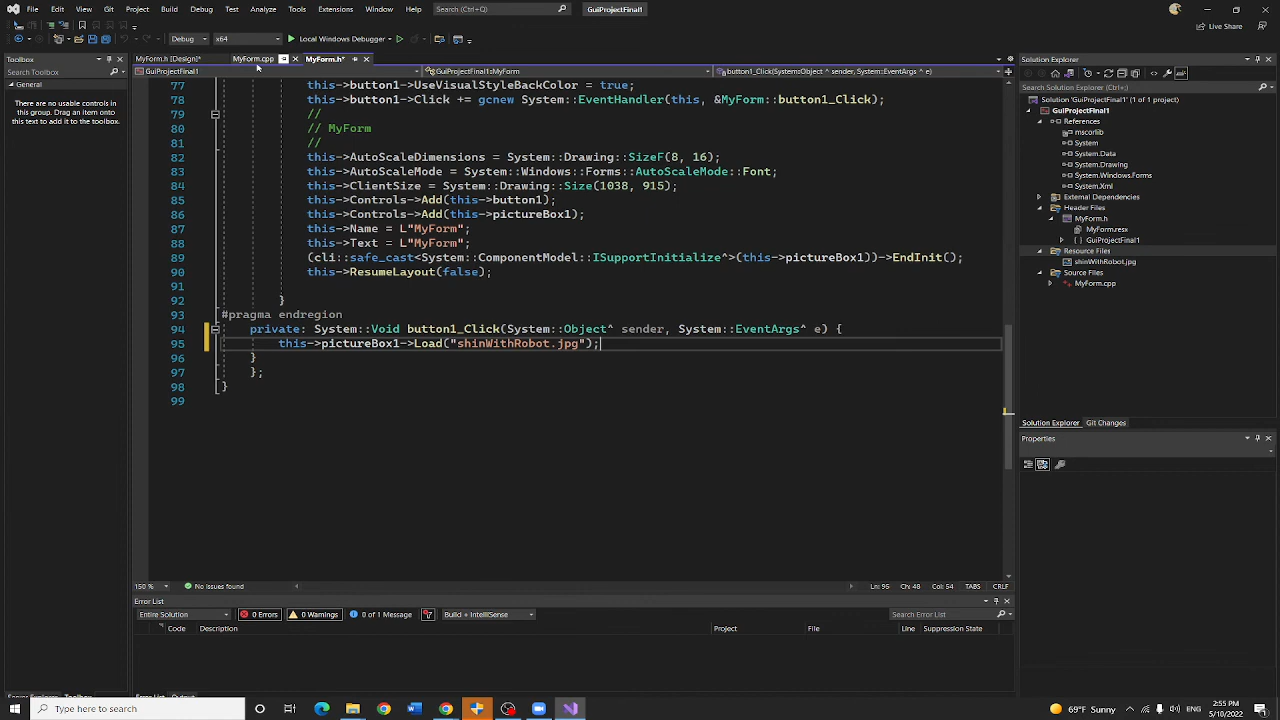 File Edit View Git Project Build Debug Test Analyze Tools Extensions Window Help Search (Ctrl+Q) GuiProjectFinal1
Live Share
Debug x64 Local Windows Debugger
Toolbox
Search Toolbox
General
There are no usable controls in
this group. Drag an item onto
this text to add it to the toolbox.
MyForm.h [Design]* MyForm.cpp MyForm.h*
GuiProjectFinal1 GuiProjectFinal1::MyForm button1_Click(System::Object ^ sender, System::EventArgs ^ e)
77 this->button1->UseVisualStyleBackColor = true;
78 this->button1->Click += gcnew System::EventHandler(this, &MyForm::button1_Click);
79 //
80 // MyForm
81 //
82 this->AutoScaleDimensions = System::Drawing::SizeF(8, 16);
83 this->AutoScaleMode = System::Windows::Forms::AutoScaleMode::Font;
84 this->ClientSize = System::Drawing::Size(1038, 915);
85 this->Controls->Add(this->button1);
86 this->Controls->Add(this->pictureBox1);
87 this->Name = L"MyForm";
88 this->Text = L"MyForm";
89 (cli::safe_cast<System::ComponentModel::ISupportInitialize^>(this->pictureBox1))->EndInit();
90 this->ResumeLayout(false);
91
92 }
93 #pragma endregion
94 private: System::Void button1_Click(System::Object^ sender, System::EventArgs^ e) {
95 this->pictureBox1->Load("shinWithRobot.jpg");
96 }
97 };
98 }
99
150 % No issues found Ln: 95 Ch: 48 Col: 54 TABS CRLF
Error List
Entire Solution 0 Errors 0 Warnings 0 of 1 Message Build + IntelliSense Search Error List
Code Description Project File Line Suppression State
Solution Explorer
Search Solution Explorer (Ctrl+;)
Solution 'GuiProjectFinal1' (1 of 1 project)
GuiProjectFinal1
References
mscorlib
System
System.Data
System.Drawing
System.Windows.Forms
System.Xml
External Dependencies
Header Files
MyForm.h
MyForm.resx
{ } GuiProjectFinal1
Resource Files
shinWithRobot.jpg
Source Files
MyForm.cpp
Solution Explorer Git Changes
Properties
Type here to search
69°F Sunny
2:55 PM
5/10/2022